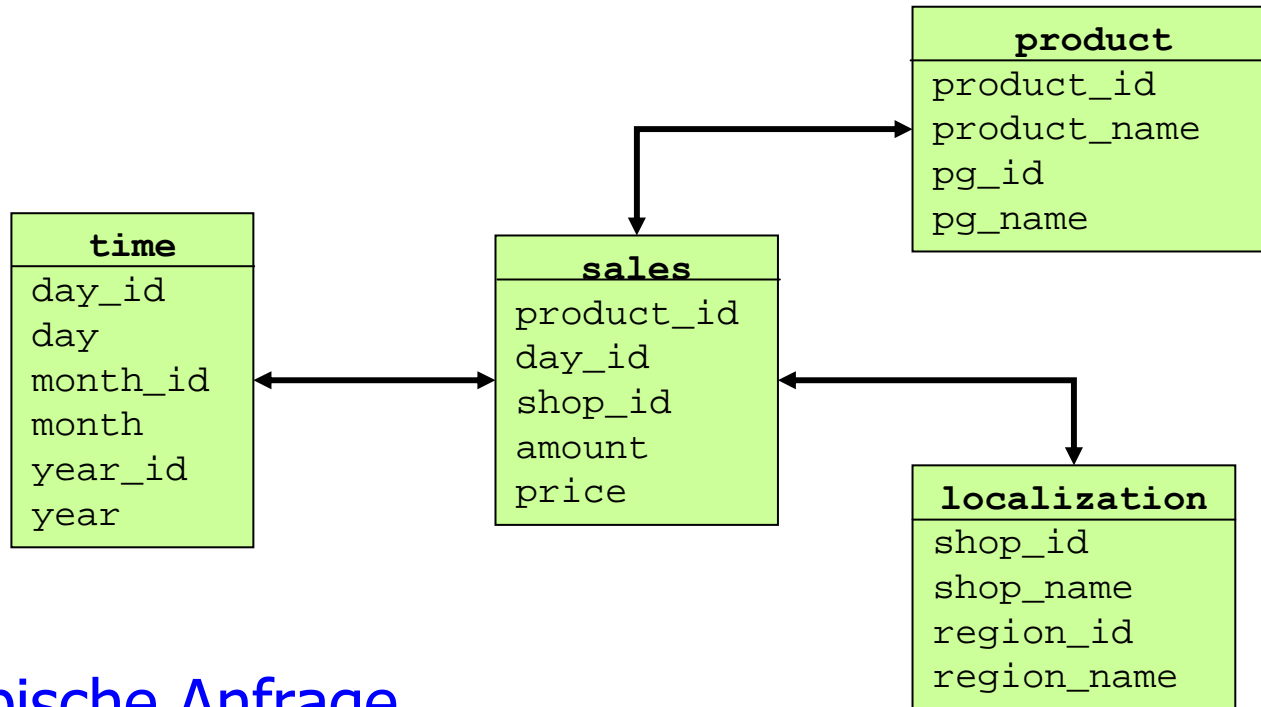 product
product_id
product_name
pg_id
pg_name
time
day_id
day
month_id
month
year_id
year
sales
product_id
day_id
shop_id
amount
price
localization
shop_id
shop_name
region_id
region_name
Anfrage